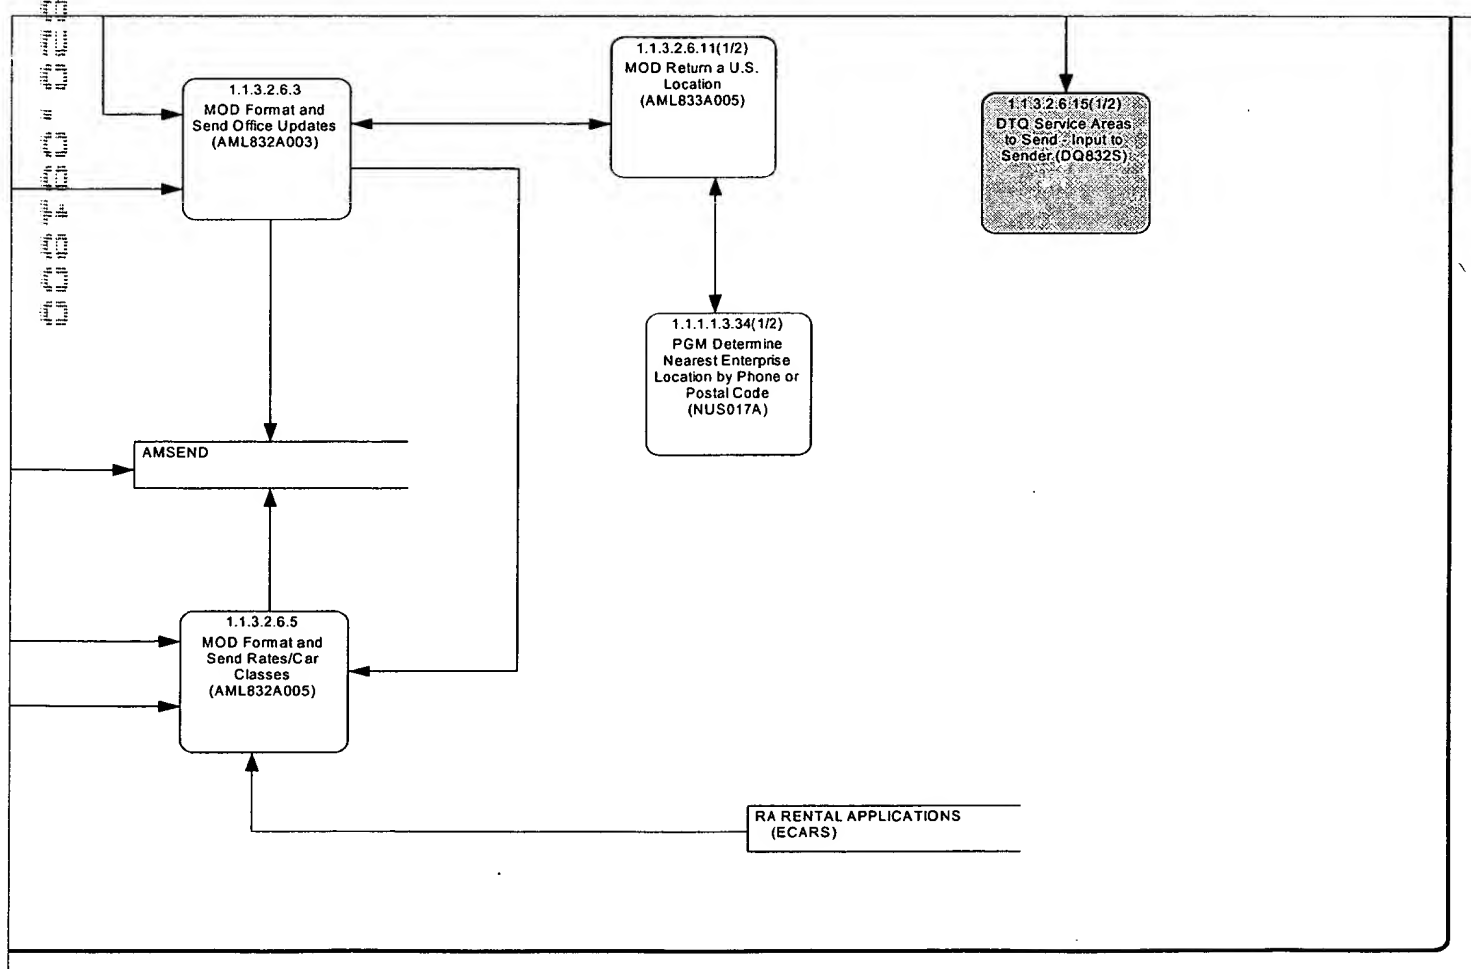 1.1.3.2.6.3
MOD Format and
Send Office Updates
(AML832A003)
1.1.3.2.6.11(1/2)
MOD Return a U.S.
Location
(AML833A005)
1.1.3.2.6.15(1/2)
DTQ Service Areas
to Send - Input to
Sender (DQ832S)
1.1.1.1.3.34(1/2)
PGM Determine
Nearest Enterprise
Location by Phone or
Postal Code
(NUS017A)
AMSEND
1.1.3.2.6.5
MOD Format and
Send Rates/Car
Classes
(AML832A005)
RA RENTAL APPLICATIONS
(ECARS)